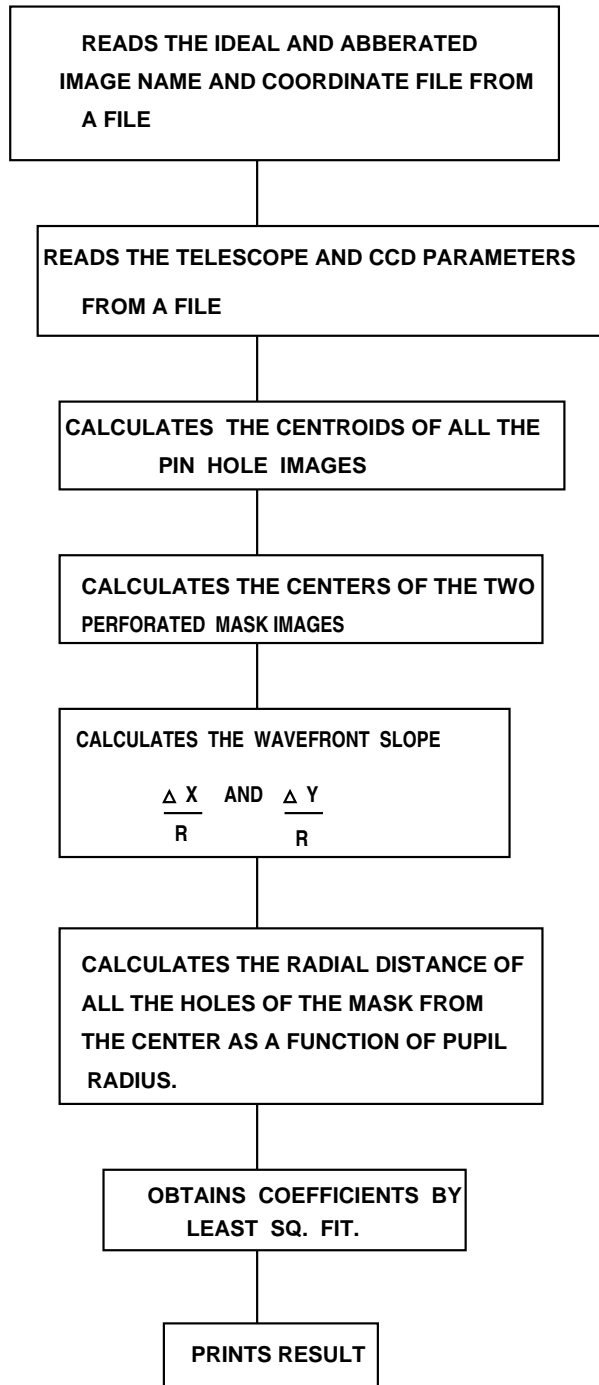 READS THE IDEAL AND ABBERATED
IMAGE NAME AND COORDINATE FILE FROM
A FILE
READS THE TELESCOPE AND CCD PARAMETERS
FROM A FILE
CALCULATES THE CENTROIDS OF ALL THE
PIN HOLE IMAGES
CALCULATES THE CENTERS OF THE TWO
PERFORATED MASK IMAGES
CALCULATES THE WAVEFRONT SLOPE
Δ X AND Δ Y
R R
CALCULATES THE RADIAL DISTANCE OF
ALL THE HOLES OF THE MASK FROM
THE CENTER AS A FUNCTION OF PUPIL
RADIUS.
OBTAINS COEFFICIENTS BY
LEAST SQ. FIT.
PRINTS RESULT